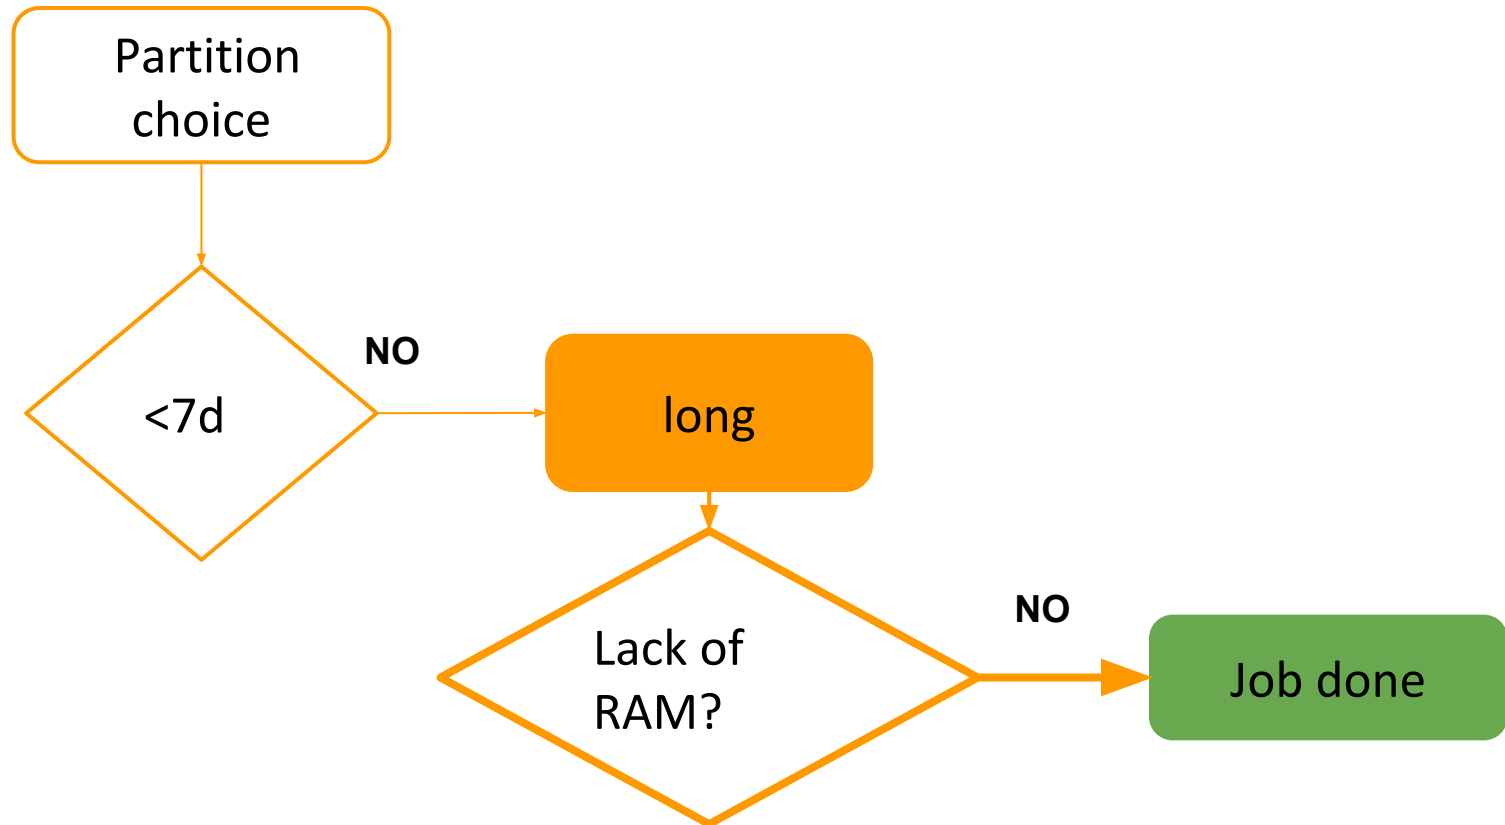 Partition
choice
NO
<7d
long
NO
Lack of
RAM?
Job done